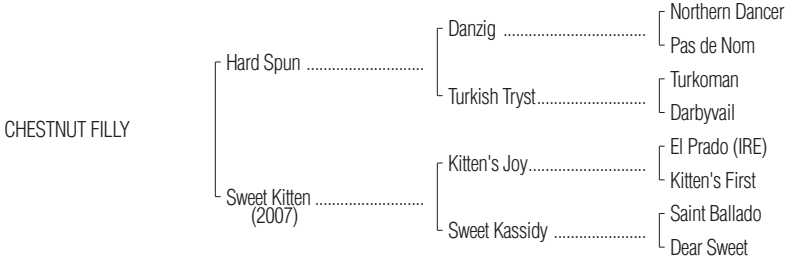 Northern Dancer
Danzig ................................
Pas de Nom
Hard Spun ..........................
Turkoman
Turkish Tryst........................
Darbyvail
CHESTNUT FILLY
El Prado (IRE)
Kitten's Joy..........................
Kitten's First
Sweet Kitten ........................
(2007)
Saint Ballado
Sweet Kassidy .....................
Dear Sweet